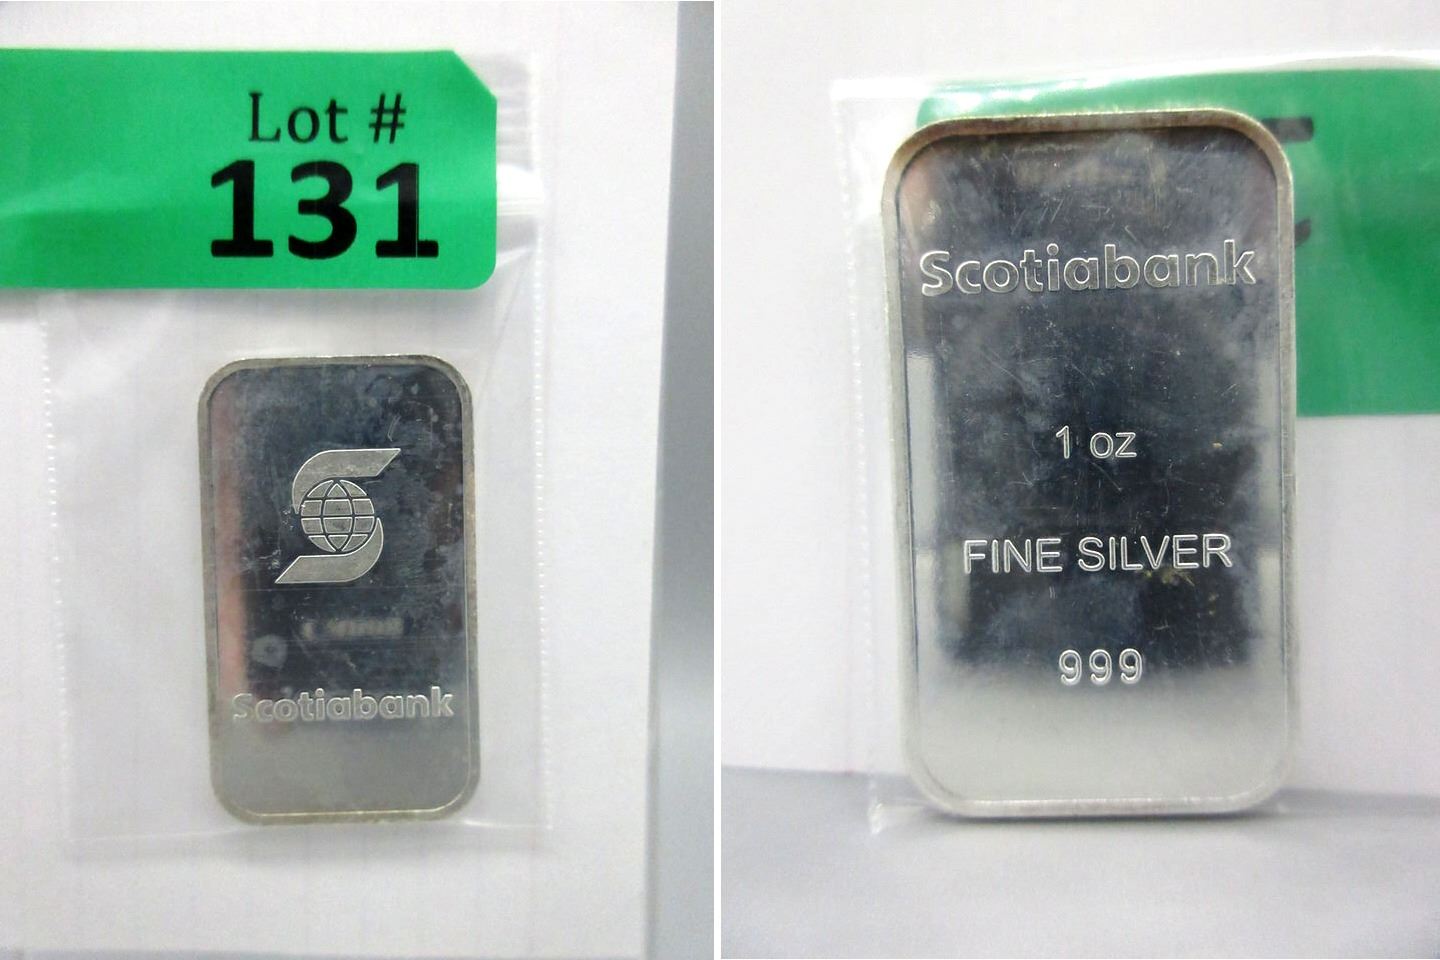 Lot #
131
Scotiabank
Scotiabank
1 oz
FINE SILVER
999